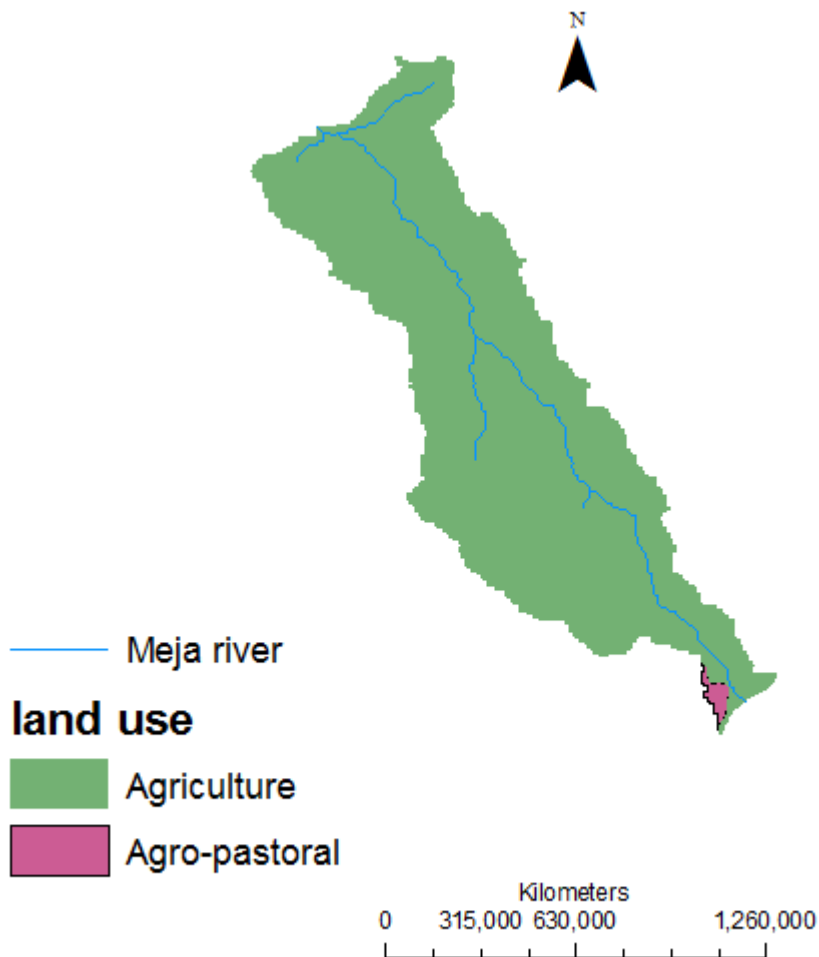 N
Meja river
land use
Agriculture
Agro-pastoral
Kilometers
0 315,000 630,000 1,260,000